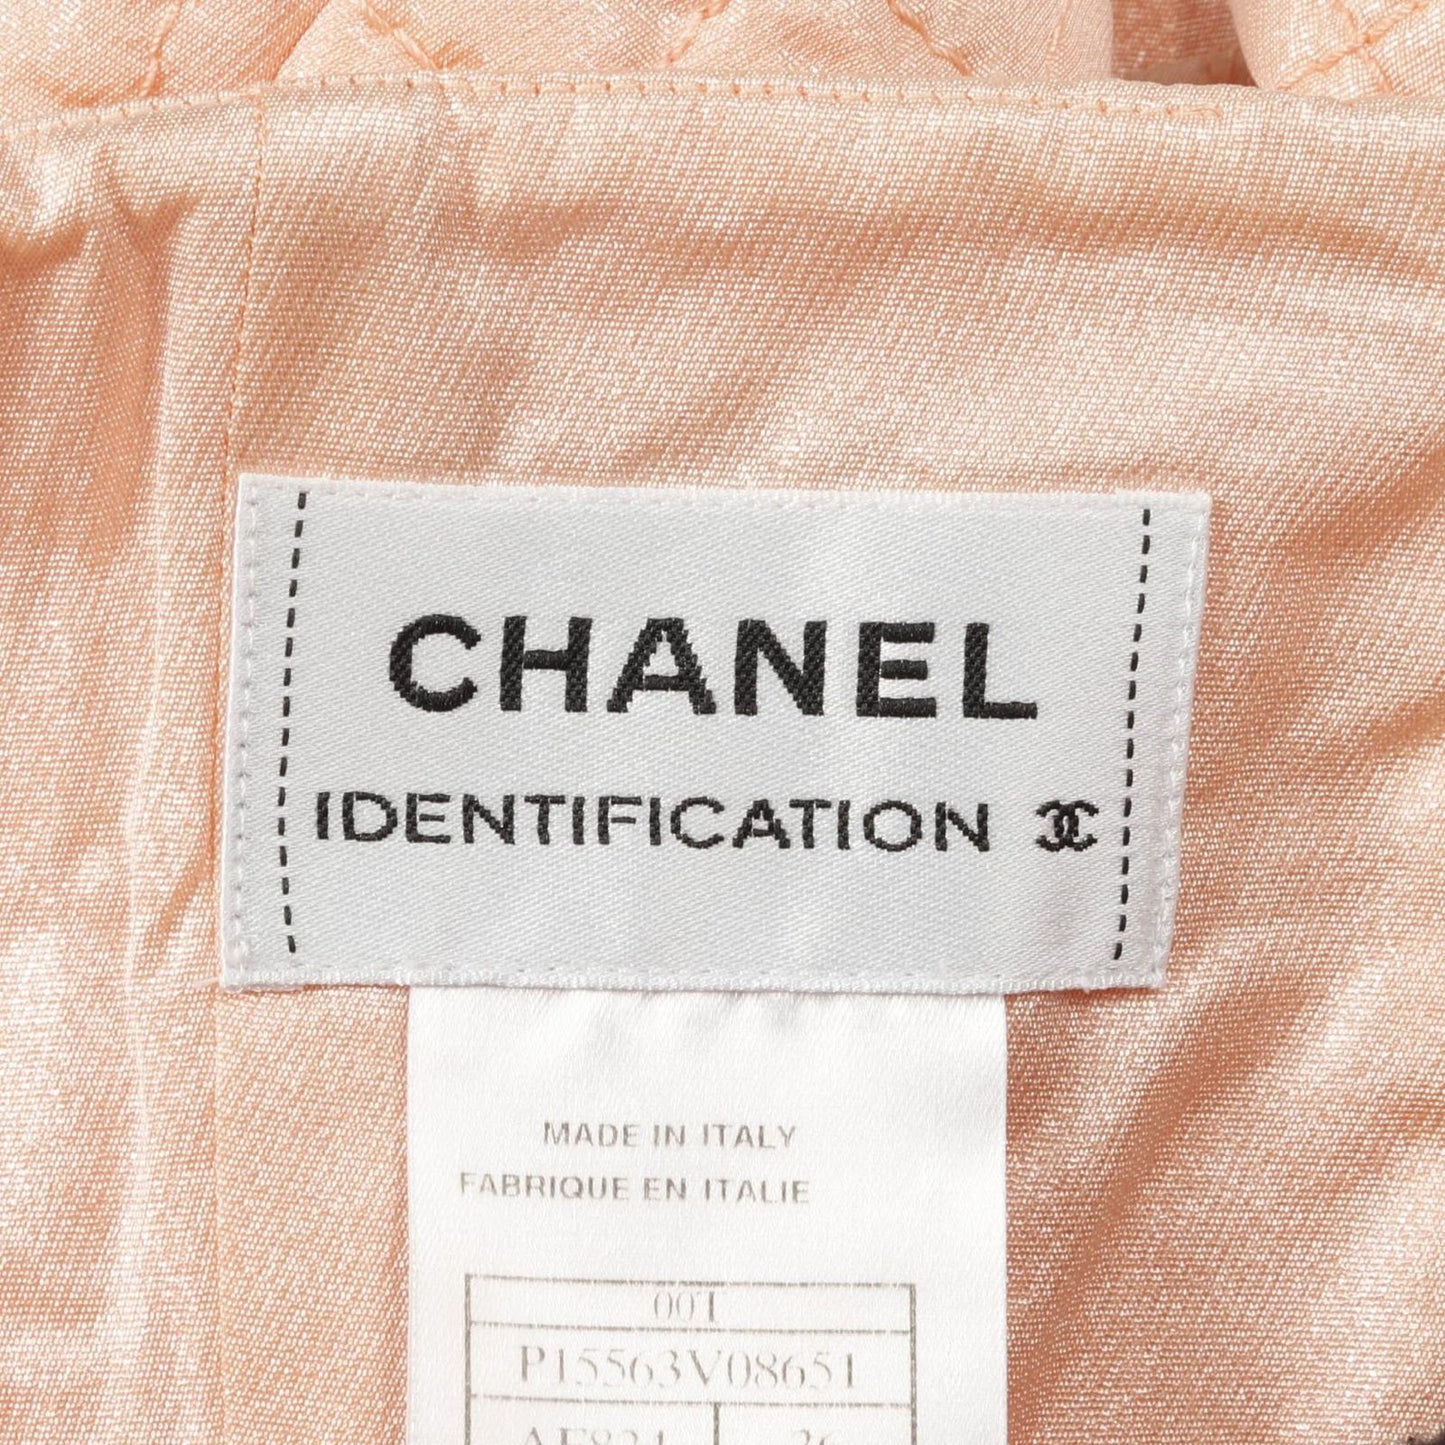 CHANEL
IDENTIFICATION
MADE IN ITALY
FABRIQUE EN ITALIE
00T
P15563V08651